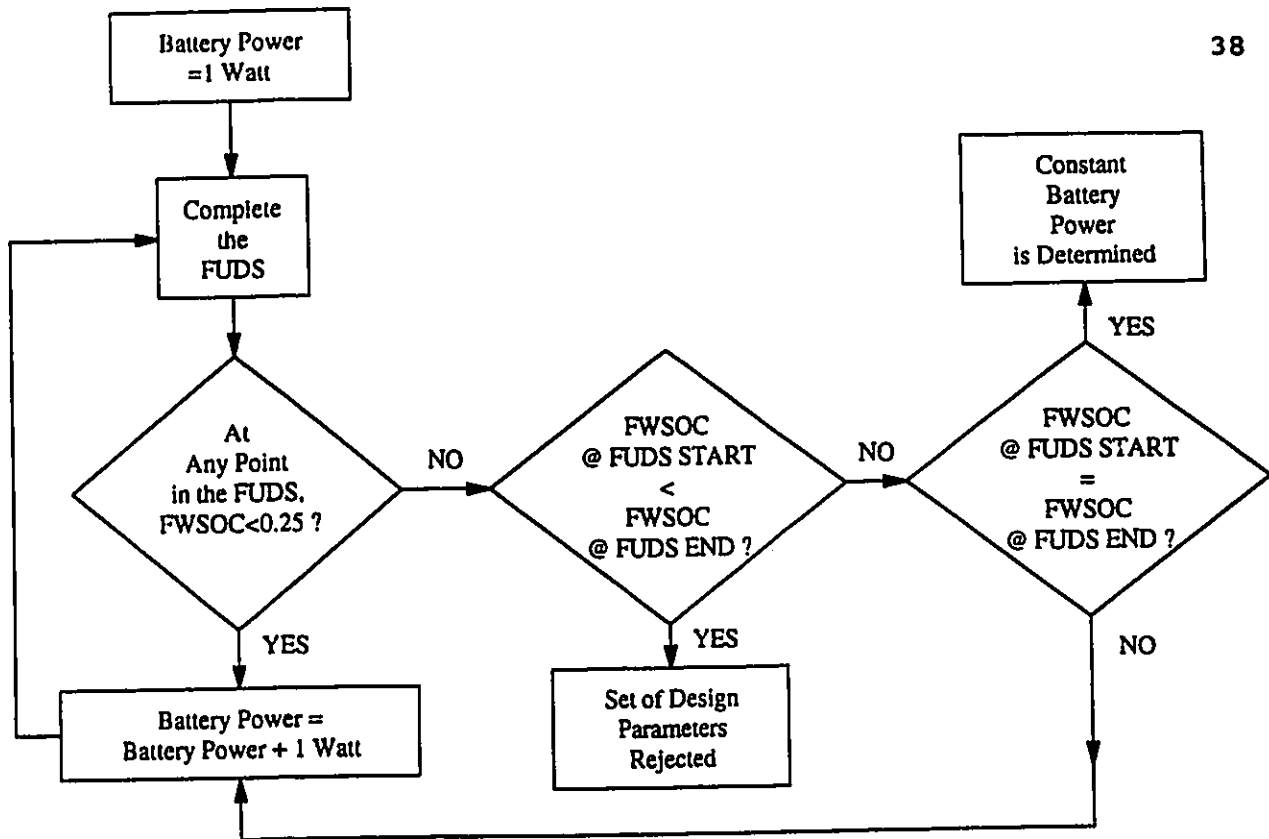 38
Battery Power
=1 Watt
Complete
the
FUDS
At
Any Point
in the FUDS,
FWSOC<0.25 ?
YES
NO
Battery Power =
Battery Power + 1 Watt
FWSOC
@ FUDS START
<
FWSOC
@ FUDS END ?
NO
YES
Set of Design
Parameters
Rejected
FWSOC
@ FUDS START
=
FWSOC
@ FUDS END ?
YES
NO
Constant
Battery
Power
is Determined